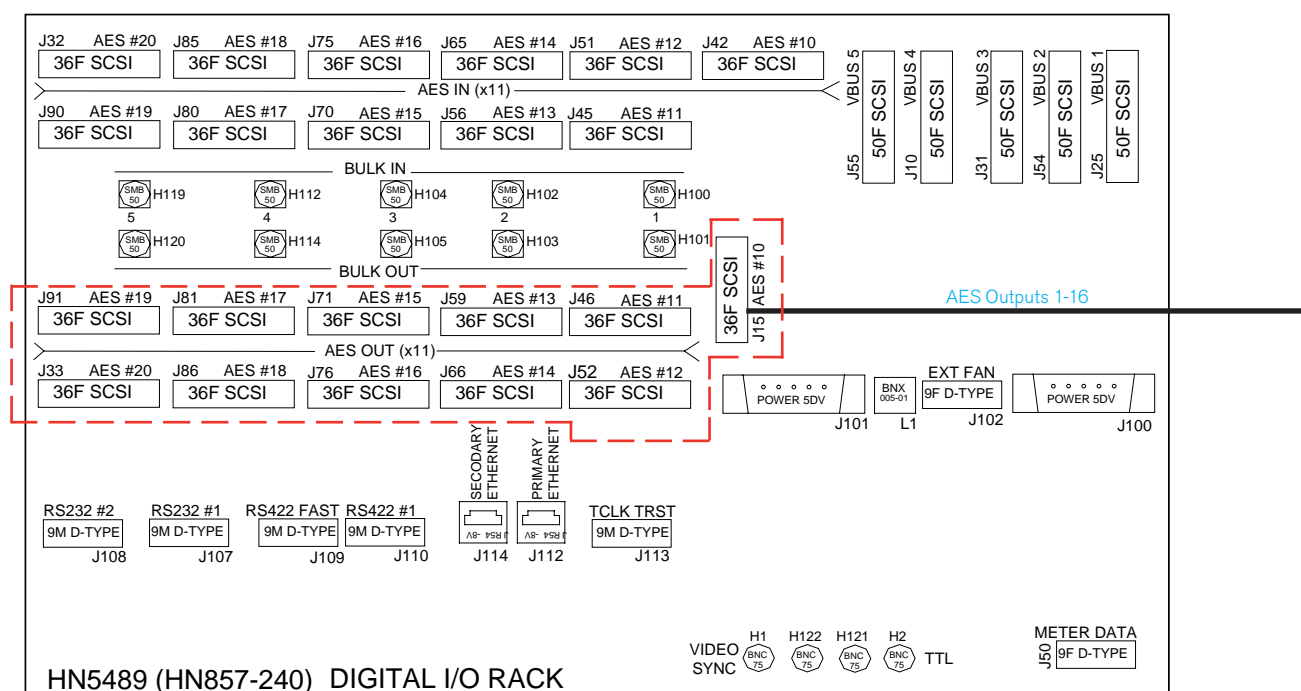 J32 AES #20 J85 AES #18 J75 AES #16 J65 AES #14 J51 AES #12 J42 AES #10
36F SCSI 36F SCSI 36F SCSI 36F SCSI 36F SCSI 36F SCSI
AES IN (x11)
J90 AES #19 J80 AES #17 J70 AES #15 J56 AES #13 J45 AES #11
36F SCSI 36F SCSI 36F SCSI 36F SCSI 36F SCSI
J55 VBUS 5 50F SCSI
J10 VBUS 4 50F SCSI
J31 VBUS 3 50F SCSI
J54 VBUS 2 50F SCSI
J25 VBUS 1 50F SCSI
BULK IN
SMB 50 H119 SMB 50 H112 SMB 50 H104 SMB 50 H102 SMB 50 H100
5 4 3 2 1
SMB 50 H120 SMB 50 H114 SMB 50 H105 SMB 50 H103 SMB 50 H101
BULK OUT
36F SCSI
J15 AES #10
AES Outputs 1-16
J91 AES #19 J81 AES #17 J71 AES #15 J59 AES #13 J46 AES #11
36F SCSI 36F SCSI 36F SCSI 36F SCSI 36F SCSI
AES OUT (x11)
J33 AES #20 J86 AES #18 J76 AES #16 J66 AES #14 J52 AES #12
36F SCSI 36F SCSI 36F SCSI 36F SCSI 36F SCSI
POWER 5DV
J101
BNX
005-01
L1
EXT FAN
9F D-TYPE
J102
POWER 5DV
J100
SECODARY
ETHERNET
PRIMARY
ETHERNET
RS232 #2 RS232 #1 RS422 FAST RS422 #1 TCLK TRST
9M D-TYPE 9M D-TYPE 9M D-TYPE 9M D-TYPE JR54 -8V JR54 -8V 9M D-TYPE
J108 J107 J109 J110 J114 J112 J113
H1 H122 H121 H2
VIDEO
SYNC
BNC 75 BNC 75 BNC 75 BNC 75 TTL
METER DATA
J50 9F D-TYPE
HN5489 (HN857-240) DIGITAL I/O RACK